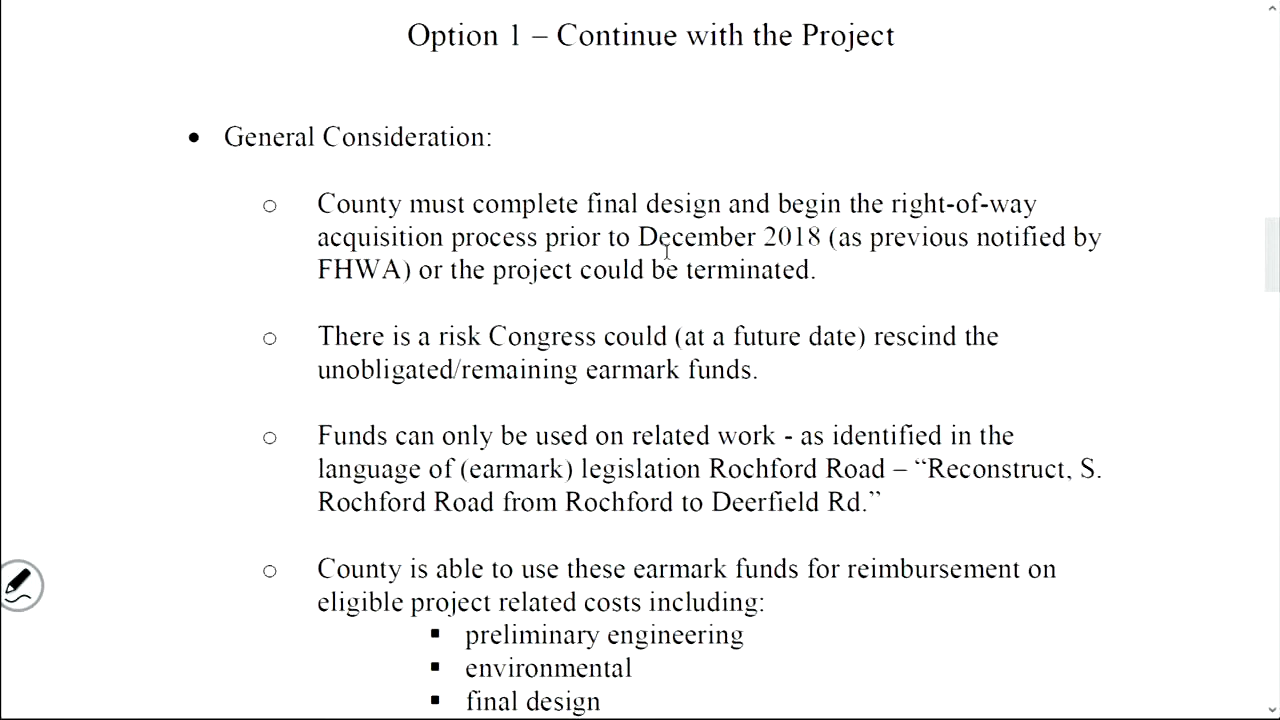 Option 1 – Continue with the Project
• General Consideration:
o County must complete final design and begin the right-of-way
acquisition process prior to December 2018 (as previous notified by
FHWA) or the project could be terminated.
o There is a risk Congress could (at a future date) rescind the
unobligated/remaining earmark funds.
o Funds can only be used on related work - as identified in the
language of (earmark) legislation Rochford Road – “Reconstruct, S.
Rochford Road from Rochford to Deerfield Rd.”
o County is able to use these earmark funds for reimbursement on
eligible project related costs including:
▪ preliminary engineering
▪ environmental
▪ final design